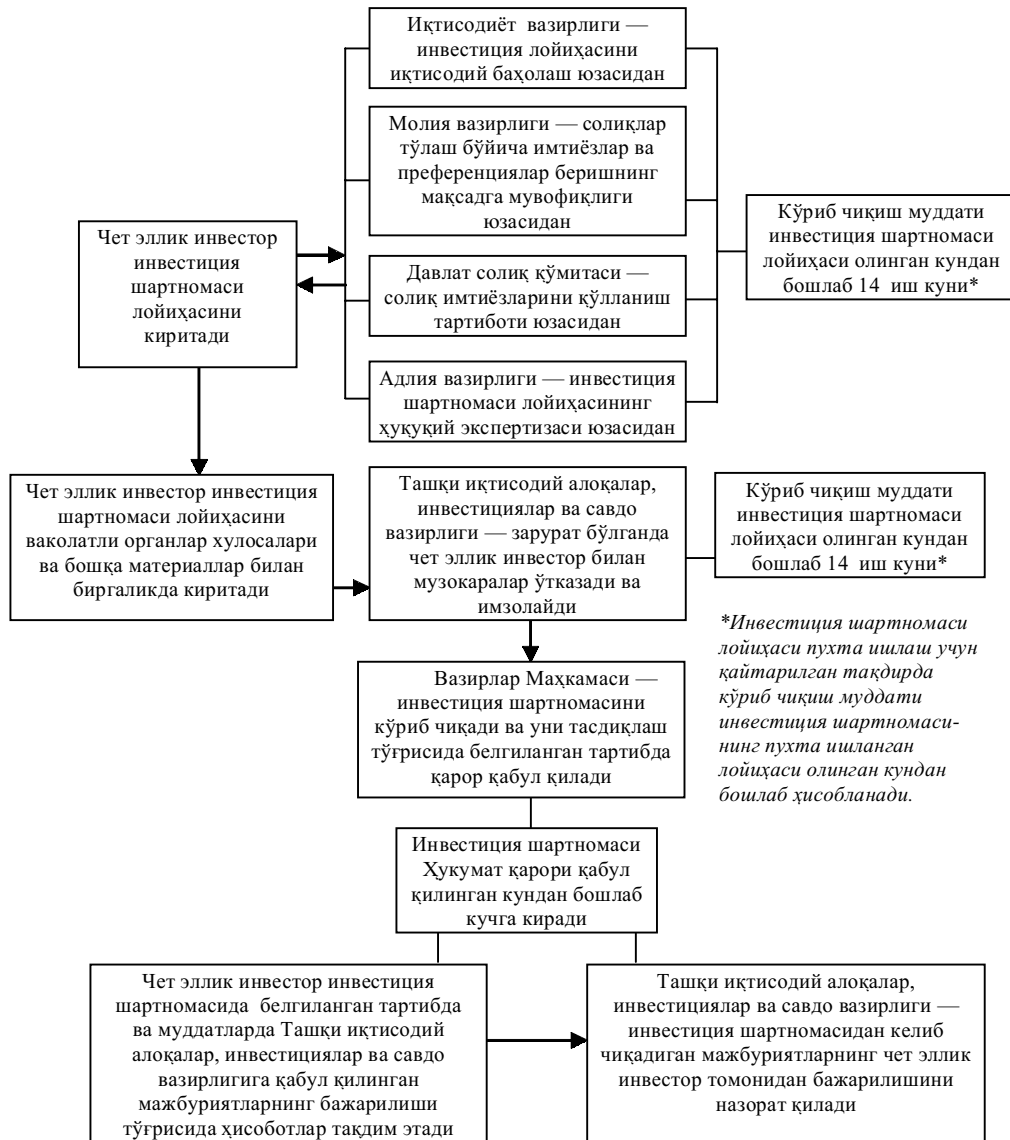 Иқтисодиёт вазирлиги —
инвестиция лойиҳасини
иқтисодий баҳолаш юзасидан
Молия вазирлиги — солиқлар
тўлаш бўйича имтиёзлар ва
преференциялар беришнинг
мақсадга мувофиқлиги
юзасидан
Чет эллик инвестор
инвестиция
шартномаси
лойиҳасини
киритади
Давлат солиқ қўмитаси —
солиқ имтиёзларини қўлланиш
тартиботи юзасидан
Адлия вазирлиги — инвестиция
шартномаси лойиҳасининг
ҳуқуқий экспертизаси юзасидан
Кўриб чиқиш муддати
инвестиция шартномаси
лойиҳаси олинган кундан
бошлаб 14 иш куни*
Чет эллик инвестор инвестиция
шартномаси лойиҳасини
ваколатли органлар хулосалари
ва бошқа материаллар билан
биргаликда киритади
Ташқи иқтисодий алоқалар,
инвестициялар ва савдо
вазирлиги — зарурат бўлганда
чет эллик инвестор билан
музокаралар ўтказади ва
имзолайди
Кўриб чиқиш муддати
инвестиция шартномаси
лойиҳаси олинган кундан
бошлаб 14 иш куни*
*Инвестиция шартномаси
лойиҳаси пухта ишлаш учун
қайтарилган тақдирда
кўриб чиқиш муддати
инвестиция шартномаси-
нинг пухта ишланган
лойиҳаси олинган кундан
бошлаб ҳисобланади.
Вазирлар Маҳкамаси —
инвестиция шартномасини
кўриб чиқади ва уни тасдиқлаш
тўғрисида белгиланган тартибда
қарор қабул қилади
Инвестиция шартномаси
Ҳукумат қарори қабул
қилинган кундан бошлаб
кучга киради
Чет эллик инвестор инвестиция
шартномасида белгиланган тартибда
ва муддатларда Ташқи иқтисодий
алоқалар, инвестициялар ва савдо
вазирлигига қабул қилинган
мажбуриятларнинг бажарилиши
тўғрисида ҳисоботлар тақдим этади
Ташқи иқтисодий алоқалар,
инвестициялар ва савдо вазирлиги —
инвестиция шартномасидан келиб
чиқадиган мажбуриятларнинг чет эллик
инвестор томонидан бажарилишини
назорат қилади